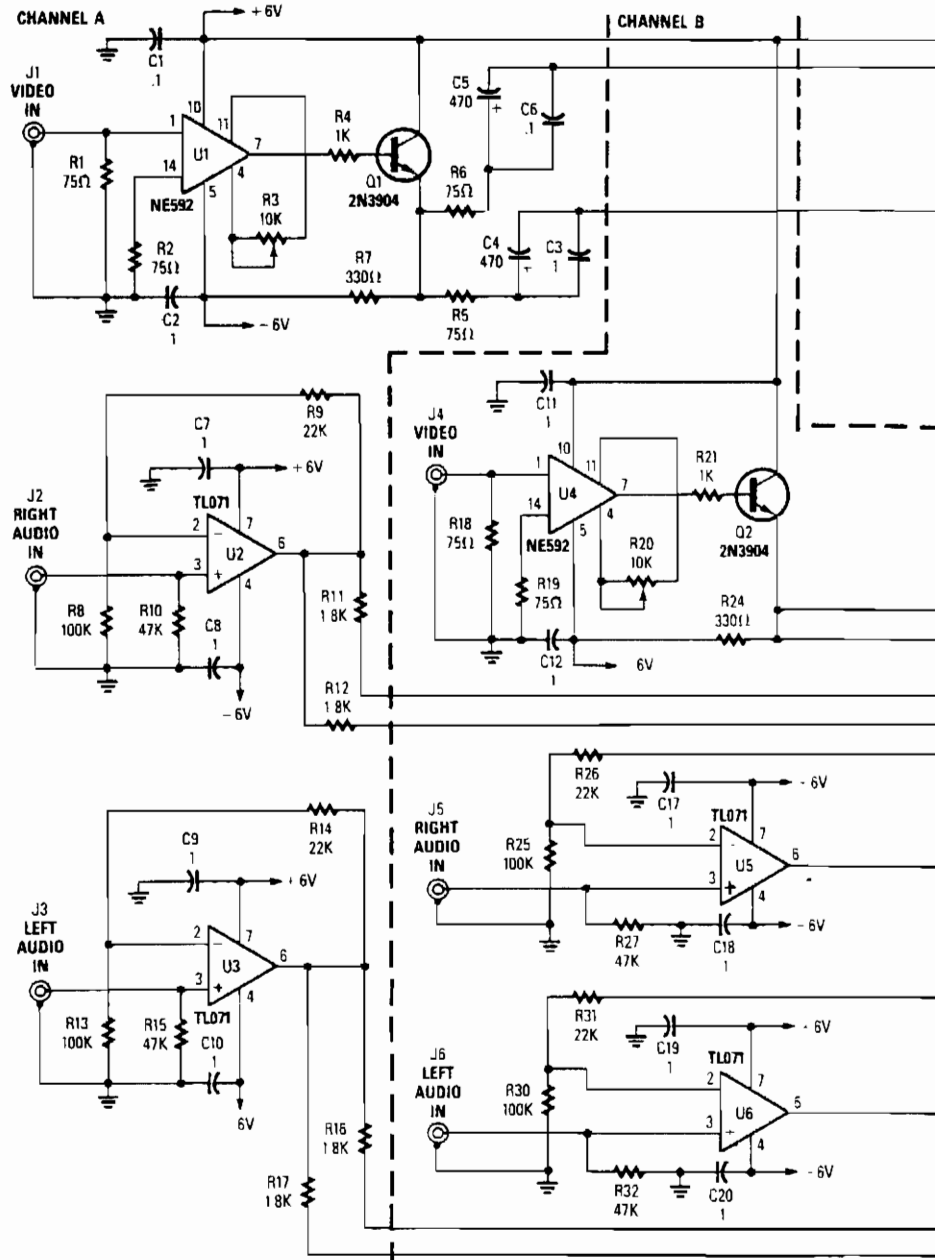 CHANNEL A
+6V
CHANNEL B
C1
.1
J1
VIDEO
IN
10
11
1
7
U1
14
4
5
NE592
R1
75Ω
R2
75Ω
R3
10K
R4
1K
Q1
2N3904
C5
470
+
C6
.1
R6
75Ω
C4
470
+
C3
1
R7
330Ω
R5
75Ω
C2
1
- 6V
R9
22K
C7
1
+ 6V
J2
RIGHT
AUDIO
IN
TL071
2
-
7
U2
6
3
+
4
R8
100K
R10
47K
C8
1
- 6V
R11
1 8K
R12
1 8K
C11
1
J4
VIDEO
IN
10
11
1
7
U4
14
4
5
NE592
R18
75Ω
R19
75Ω
R20
10K
R21
1K
Q2
2N3904
R24
330Ω
C12
1
6V
R14
22K
C9
1
+ 6V
J3
LEFT
AUDIO
IN
2
-
7
U3
6
3
+
4
TL071
R13
100K
R15
47K
C10
1
6V
R16
1 8K
R17
1 8K
R26
22K
C17
1
- 6V
J5
RIGHT
AUDIO
IN
TL071
R25
100K
2
-
7
U5
6
3
+
4
R27
47K
C18
1
- 6V
R31
22K
C19
1
- 6V
J6
LEFT
AUDIO
IN
TL071
R30
100K
2
-
7
U6
5
3
+
4
R32
47K
C20
1
- 6V